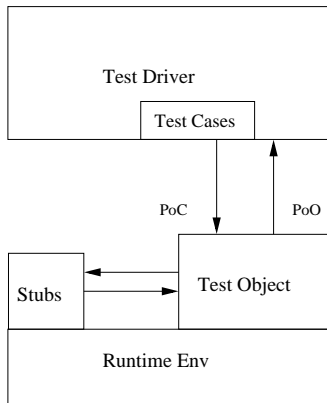 Test Driver
Test Cases
PoC
PoO
Stubs
Test Object
Runtime Env